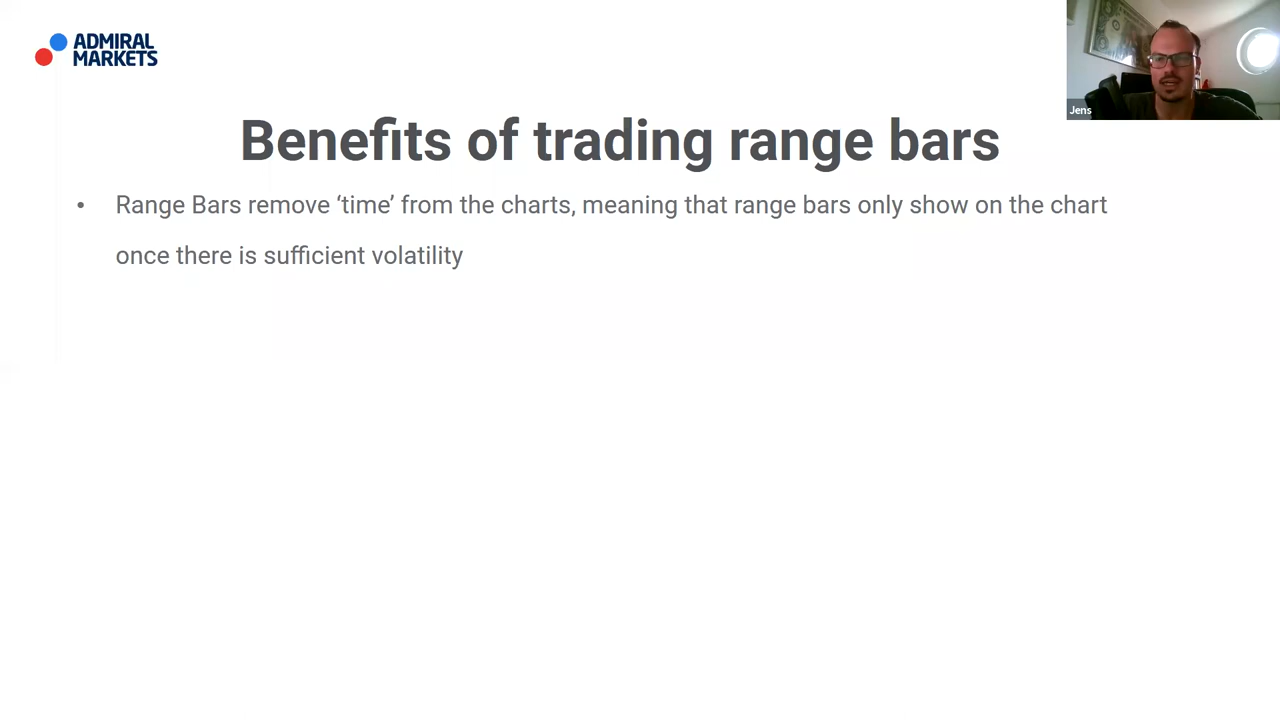 ADMIRAL
MARKETS
Jens
Benefits of trading range bars
• Range Bars remove ‘time’ from the charts, meaning that range bars only show on the chart
once there is sufficient volatility